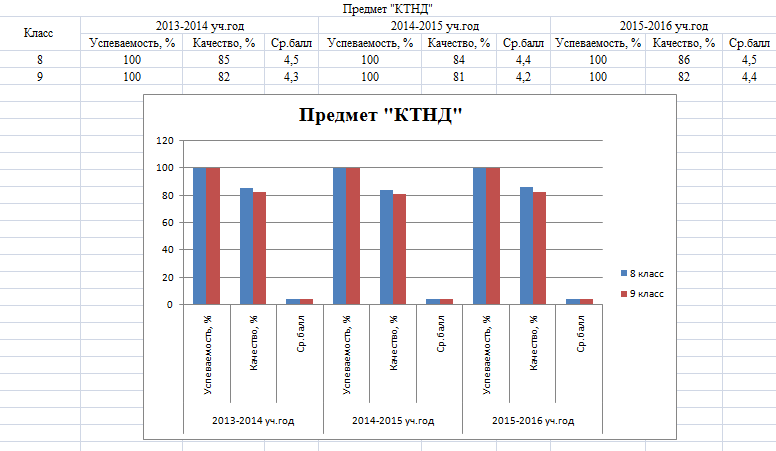 Предмет "КТНД"
Класс 2013-2014 уч.год 2014-2015 уч.год 2015-2016 уч.год
Успеваемость, % Качество, % Ср.балл Успеваемость, % Качество, % Ср.балл Успеваемость, % Качество, % Ср.балл
8 100 85 4,5 100 84 4,4 100 86 4,5
9 100 82 4,3 100 81 4,2 100 82 4,4
Предмет "КТНД"
120
100
80
60
40
20
0
8 класс
9 класс
Успеваемость, % Качество, % Ср.балл Успеваемость, % Качество, % Ср.балл Успеваемость, % Качество, % Ср.балл
2013-2014 уч.год 2014-2015 уч.год 2015-2016 уч.год